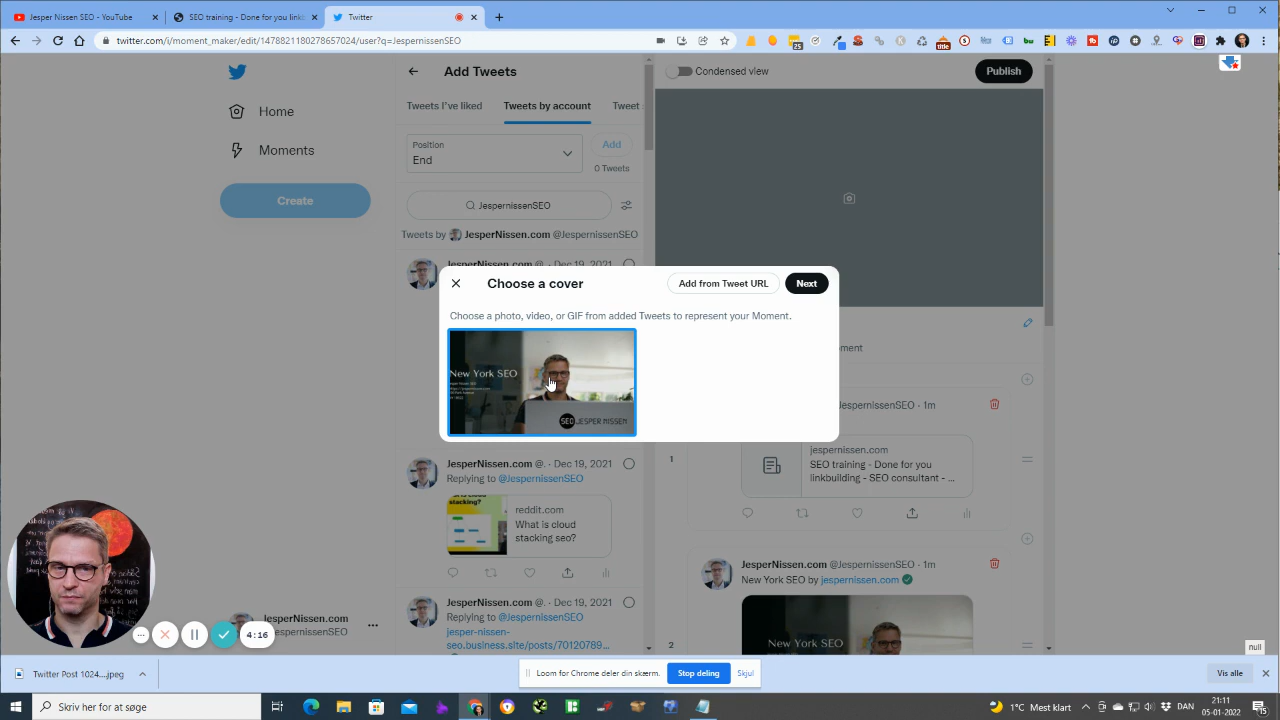 Jesper Nissen SEO - YouTube
SEO training - Done for you linkb
Twitter
twitter.com/i/moment_maker/edit/1478821180278657024/user?q=JespernissenSEO
Home
Moments
Create
Add Tweets
Tweets I've liked
Tweets by account
Tweet
Position
End
Add
0 Tweets
JespernissenSEO
Tweets by JesperNissen.com @JespernissenSEO
JesperNissen.com @. · Dec 19, 2021
Condensed view
Publish
Choose a cover
Add from Tweet URL
Next
Choose a photo, video, or GIF from added Tweets to represent your Moment.
New York SEO
SEO JESPER NISSEN
JesperNissen.com @. · Dec 19, 2021
Replying to @JespernissenSEO
reddit.com
What is cloud
stacking seo?
JesperNissen.com @. · Dec 19, 2021
Replying to @JespernissenSEO
jesper-nissen-
seo.business.site/posts/70120789...
ment
JespernissenSEO · 1m
1
jespernissen.com
SEO training - Done for you
linkbuilding - SEO consultant - ...
JesperNissen.com @JespernissenSEO · 1m
New York SEO by jespernissen.com
New York SEO
2
JesperNissen.com
espernissenSEO
4:16
null
Twitter Post 1024....jpeg
Loom for Chrome deler din skærm.
Stop deling
Skjul
Vis alle
Skriv her for at søge
1°C Mest klart
DAN
21:11
05-01-2022